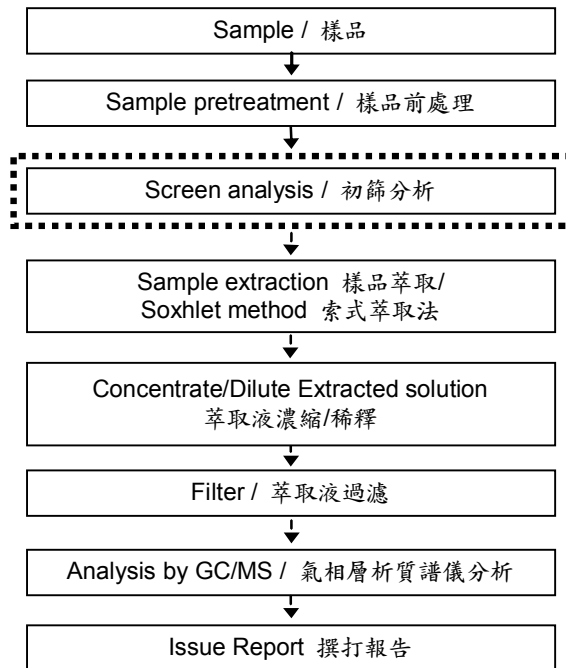 Sample / 樣品
Sample pretreatment / 樣品前處理
Screen analysis / 初篩分析
Sample extraction 樣品萃取/
Soxhlet method 索式萃取法
Concentrate/Dilute Extracted solution
萃取液濃縮/稀釋
Filter / 萃取液過濾
Analysis by GC/MS / 氣相層析質譜儀分析
Issue Report 撰打報告